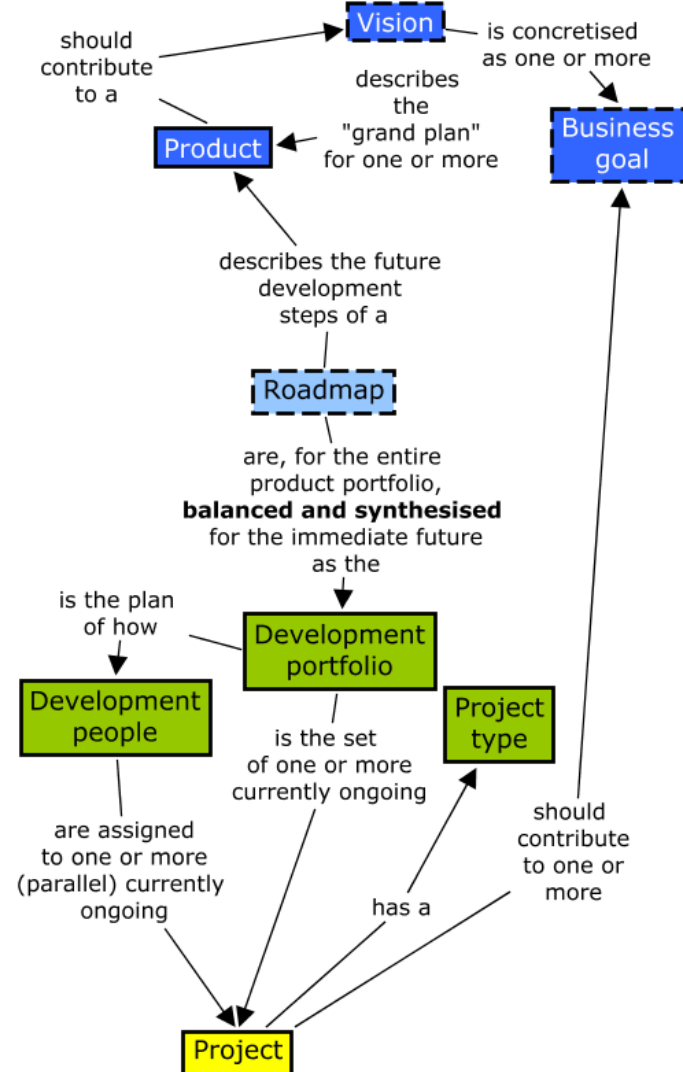 Vision
should
contribute
to a
is concretised
as one or more
describes
the
"grand plan"
for one or more
Business
goal
Product
describes the future
development
steps of a
Roadmap
are, for the entire
product portfolio,
balanced and synthesised
for the immediate future
as the
is the plan
of how
Development
portfolio
Development
people
Project
type
is the set
of one or more
currently ongoing
should
contribute
to one or
more
are assigned
to one or more
(parallel) currently
ongoing
has a
Project